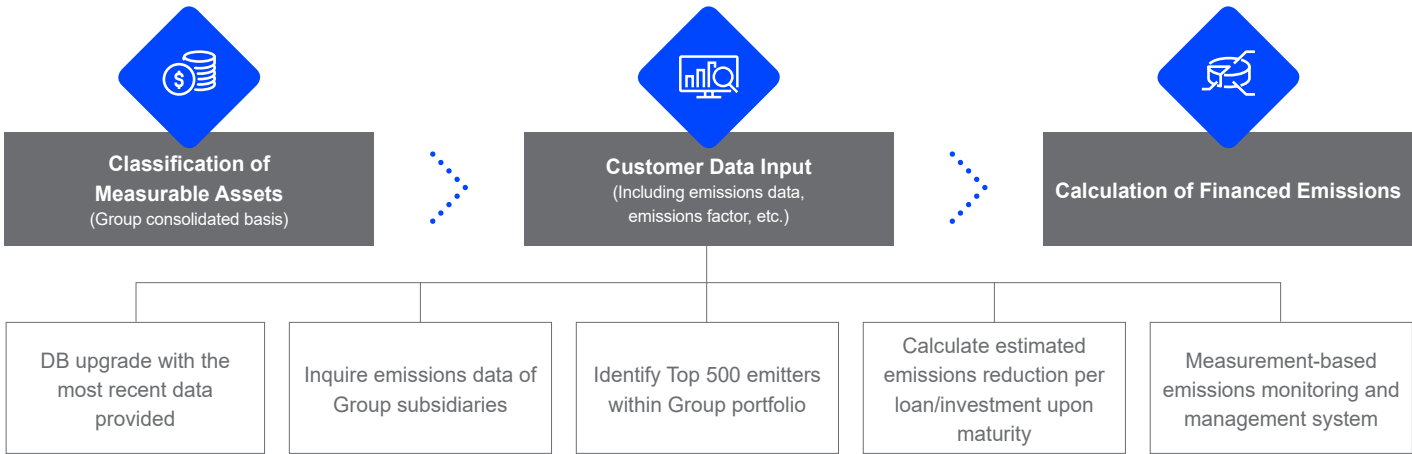 Classification of
Measurable Assets
(Group consolidated basis)
Customer Data Input
(Including emissions data,
emissions factor, etc.)
Calculation of Financed Emissions
DB upgrade with the
most recent data
provided
Inquire emissions data of
Group subsidiaries
Identify Top 500 emitters
within Group portfolio
Calculate estimated
emissions reduction per
loan/investment upon
maturity
Measurement-based
emissions monitoring and
management system